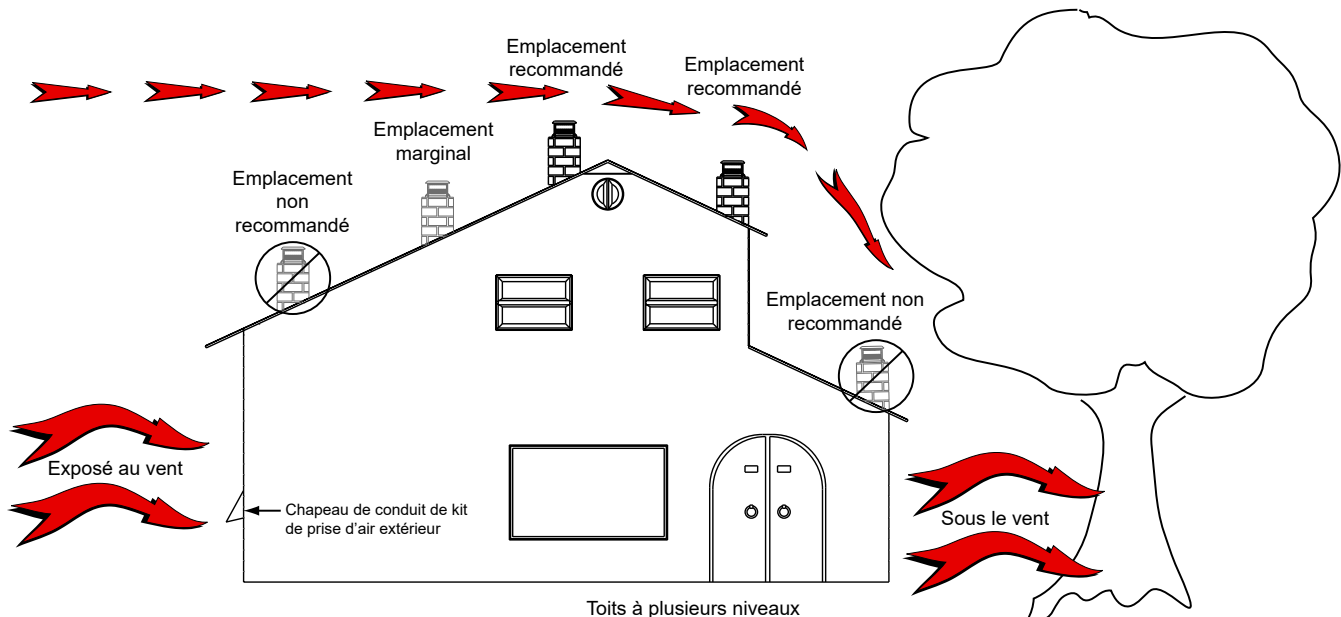 Emplacement
recommandé
Emplacement
recommandé
Emplacement
marginal
Emplacement
non
recommandé
Emplacement non
recommandé
Exposé au vent
Chapeau de conduit de kit
de prise d'air extérieur
Sous le vent
Toits à plusieurs niveaux